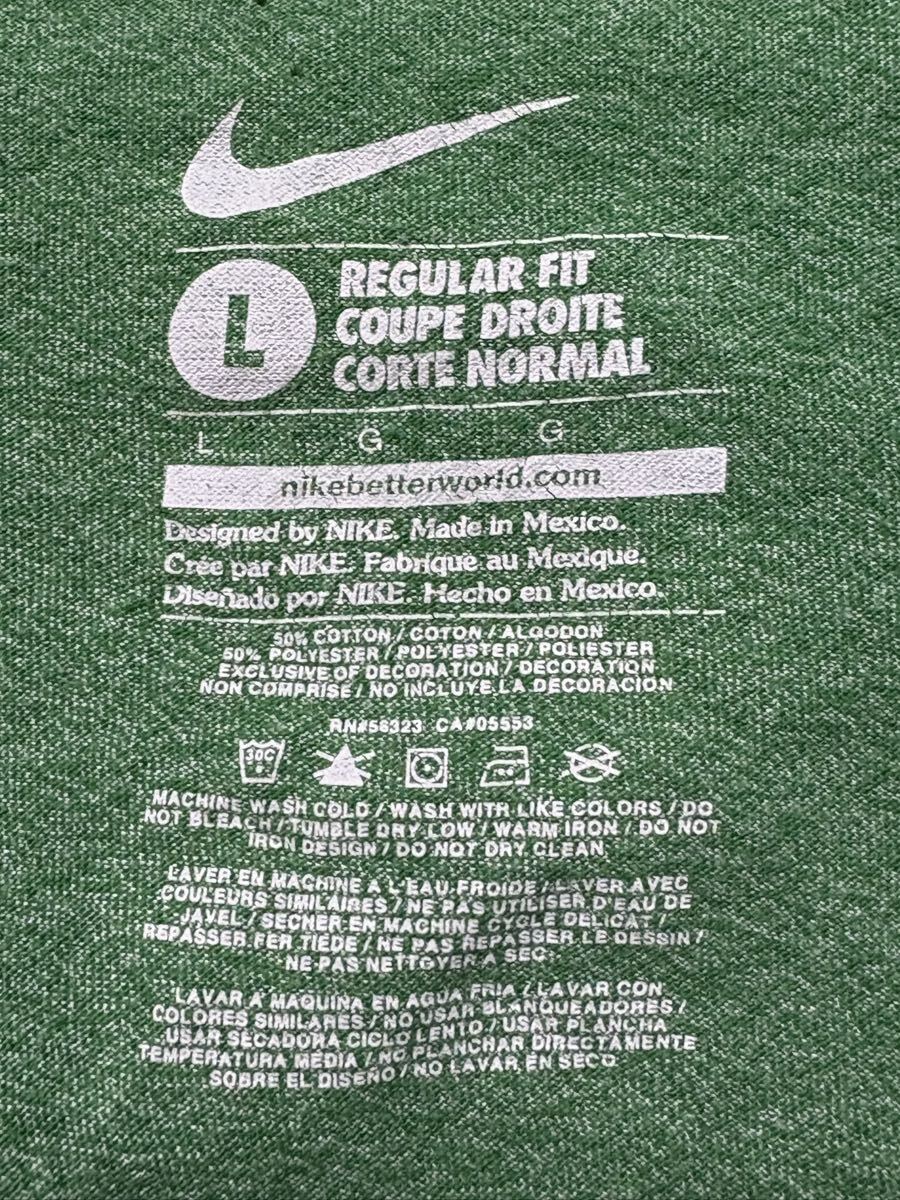 L
REGULAR FIT
COUPE DROITE
CORTE NORMAL
L G G
nikebetterworld.com
Designed by NIKE. Made in Mexico.
Crée par NIKE. Fabrique au Mexique.
Diseñado por NIKE. Hecho en Mexico.
50% COTTON / COTON / ALGODON
50% POLYESTER / POLYESTER / POLIESTER
EXCLUSIVE OF DECORATION / DECORATION
NON COMPRISE / NO INCLUYE LA DECORACION
RN#56323 CA#05553
30C
MACHINE WASH COLD / WASH WITH LIKE COLORS / DO
NOT BLEACH / TUMBLE DRY LOW / WARM IRON / DO NOT
IRON DESIGN / DO NOT DRY CLEAN
LAVER EN MACHINE A L'EAU FROIDE / LAVER AVEC
COULEURS SIMILAIRES / NE PAS UTILISER D'EAU DE
JAVEL / SECHER EN MACHINE CYCLE DELICAT /
REPASSER FER TIEDE / NE PAS REPASSER LE DESSIN /
NE PAS NETTOYER A SEC
LAVAR A MAQUINA EN AGUA FRIA / LAVAR CON
COLORES SIMILARES / NO USAR BLANQUEADORES /
USAR SECADORA CICLO LENTO / USAR PLANCHA
TEMPERATURA MEDIA / NO PLANCHAR DIRECTAMENTE
SOBRE EL DISEÑO / NO LAVAR EN SECO